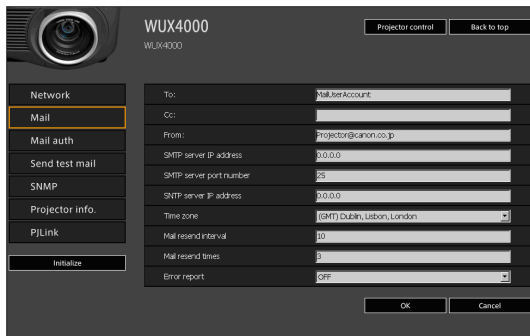 WUX4000
WUX4000
Projector control
Back to top
Network
Mail
Mail auth
Send test mail
SNMP
Projector info.
PJLink
Initialize
To: MailUserAccount
Cc:
From: Projector@canon.co.jp
SMTP server IP address 0.0.0.0
SMTP server port number 25
SNTP server IP address 0.0.0.0
Time zone (GMT) Dublin, Lisbon, London
Mail resend interval 10
Mail resend times 3
Error report OFF
OK
Cancel